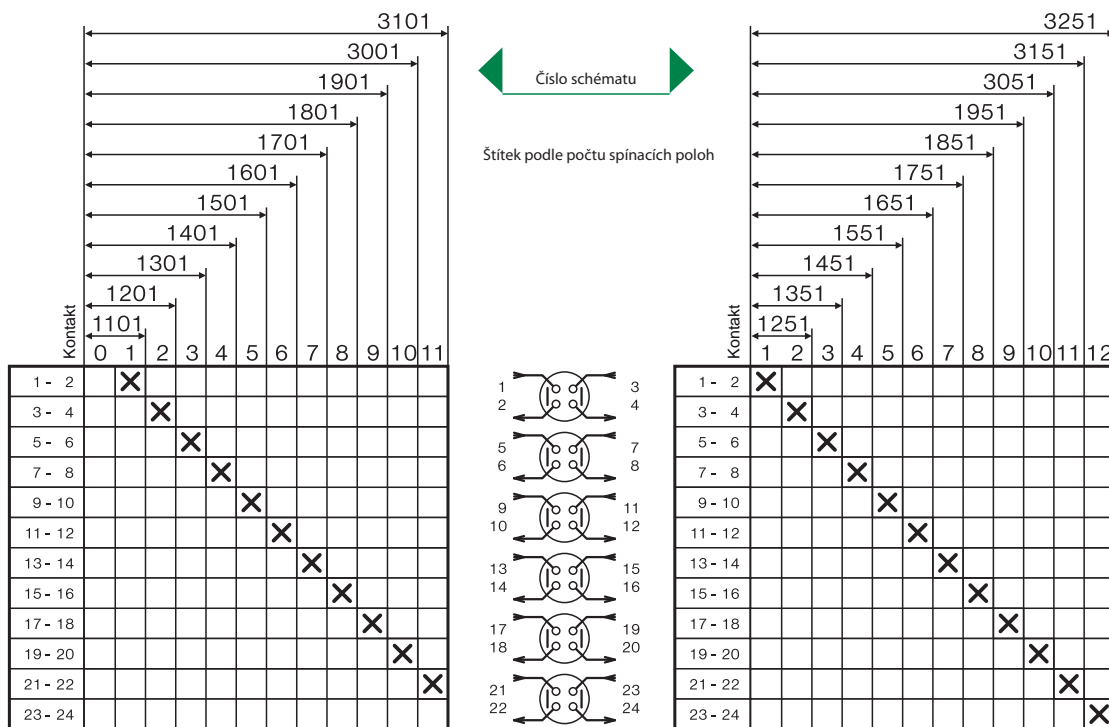 3101
3001
1901
1801
1701
1601
1501
1401
1301
1201
1101
Kontakt
0 1 2 3 4 5 6 7 8 9 10 11
1 - 2
3 - 4
5 - 6
7 - 8
9 - 10
11 - 12
13 - 14
15 - 16
17 - 18
19 - 20
21 - 22
23 - 24
Číslo schématu
Štítek podle počtu spínacích poloh
1 3
2 4
5 7
6 8
9 11
10 12
13 15
14 16
17 19
18 20
21 23
22 24
3251
3151
3051
1951
1851
1751
1651
1551
1451
1351
1251
Kontakt
1 2 3 4 5 6 7 8 9 10 11 12
1 - 2
3 - 4
5 - 6
7 - 8
9 - 10
11 - 12
13 - 14
15 - 16
17 - 18
19 - 20
21 - 22
23 - 24